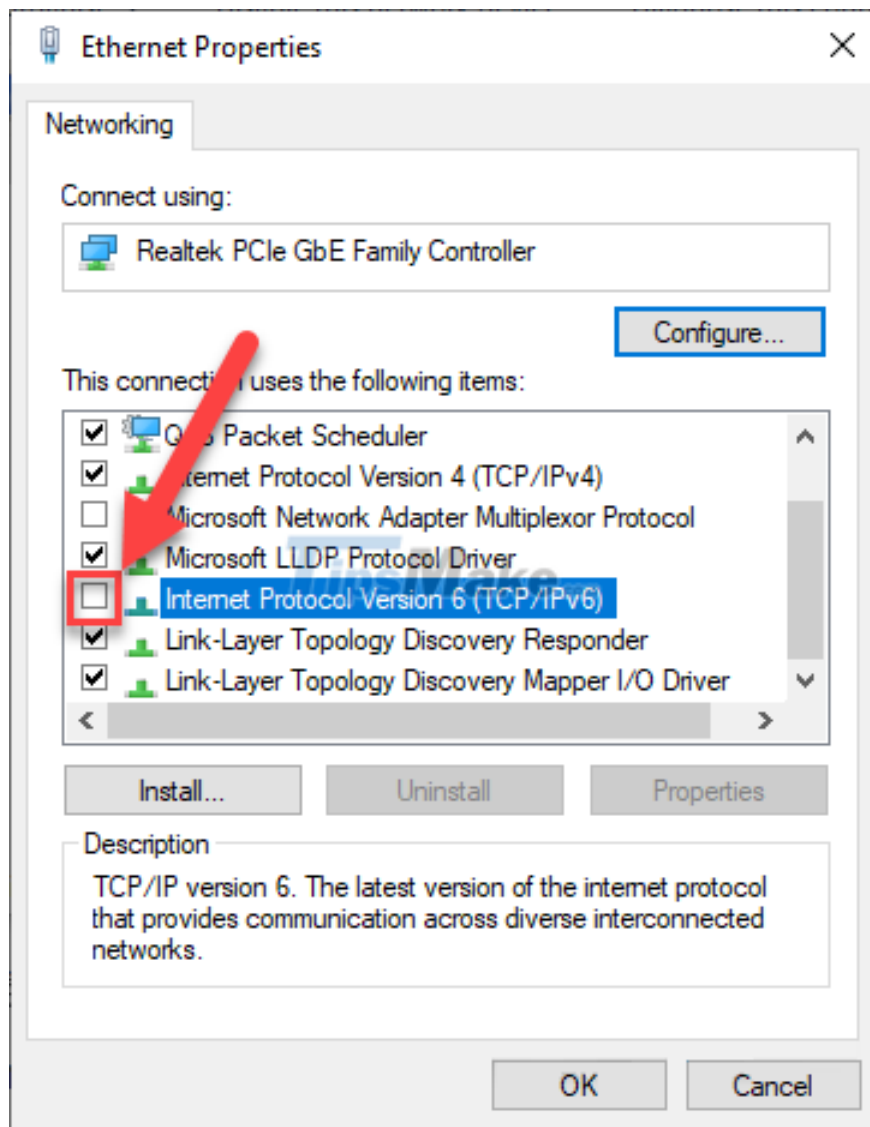 Ethernet Properties
Networking
Connect using:
Realtek PCIe GbE Family Controller
Configure...
This connection uses the following items:
Packet Scheduler
Internet Protocol Version 4 (TCP/IPv4)
Microsoft Network Adapter Multiplexor Protocol
Microsoft LLDP Protocol Driver
TipsMake
Internet Protocol Version 6 (TCP/IPv6)
Link-Layer Topology Discovery Responder
Link-Layer Topology Discovery Mapper I/O Driver
Install...
Uninstall
Properties
Description
TCP/IP version 6. The latest version of the internet protocol
that provides communication across diverse interconnected
networks.
OK
Cancel